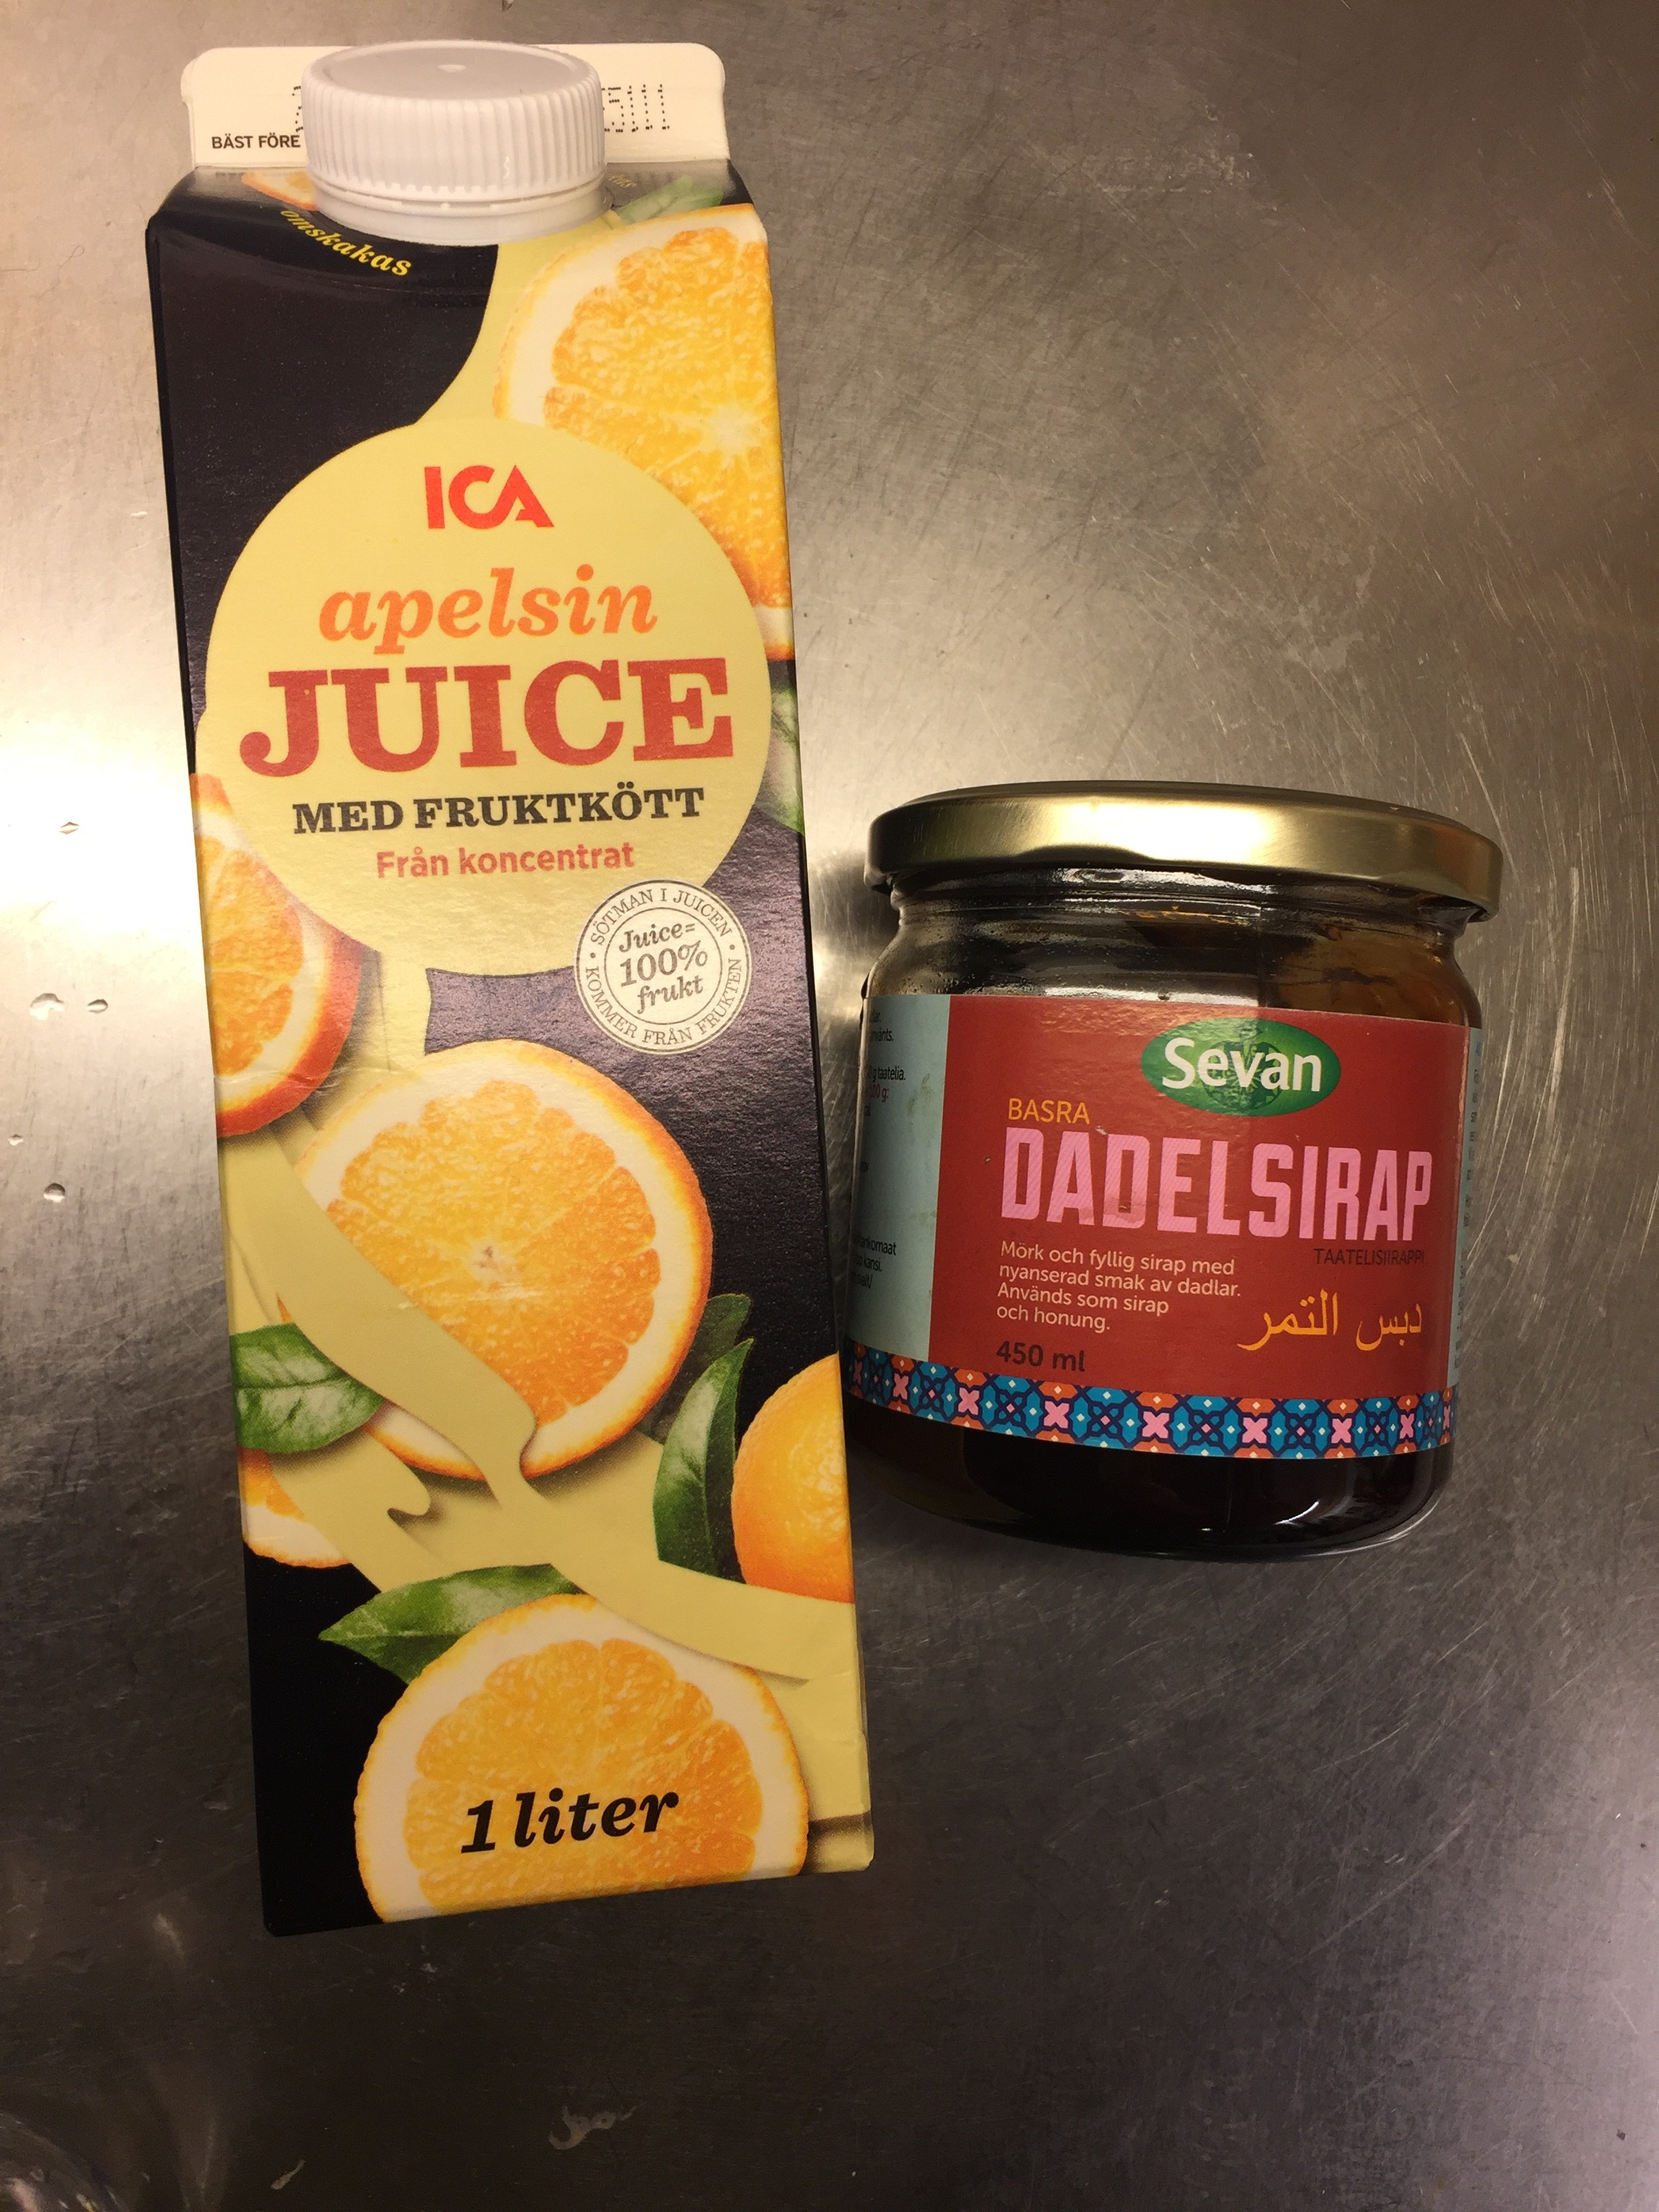 BÄST FÖRE
omskakas
ICA
apelsin
JUICE
MED FRUKTKÖTT
Från koncentrat
SÖTMAN I JUICEN
KOMMER FRÅN FRUKTEN
Juice=
100%
frukt
1 liter
Sevan
BASRA
DADELSIRAP
TAATELISIIRAPPI
Mörk och fyllig sirap med
nyanserad smak av dadlar.
Används som sirap
och honung.
دبس التمر
450 ml